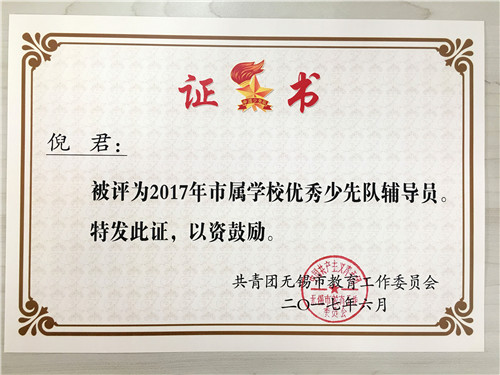 证 书
倪 君：
被评为2017年市属学校优秀少先队辅导员。
特发此证，以资鼓励。
共青团无锡市教育工作委员会
二〇一七年六月